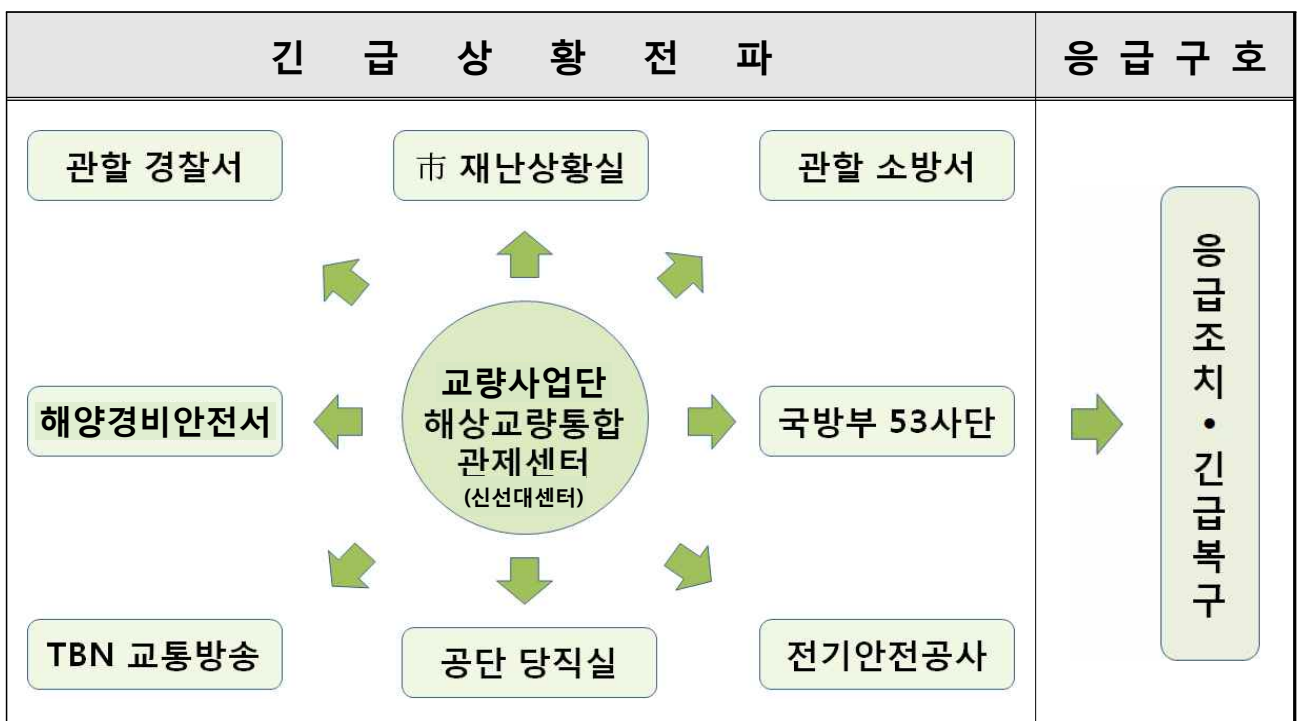 긴 급 상 황 전 파
응 급 구 호
관할 경찰서
市 재난상황실
관할 소방서
해양경비안전서
교량사업단
해상교량통합
관제센터
(신선대센터)
국방부 53사단
TBN 교통방송
공단 당직실
전기안전공사
응급조치・긴급복구